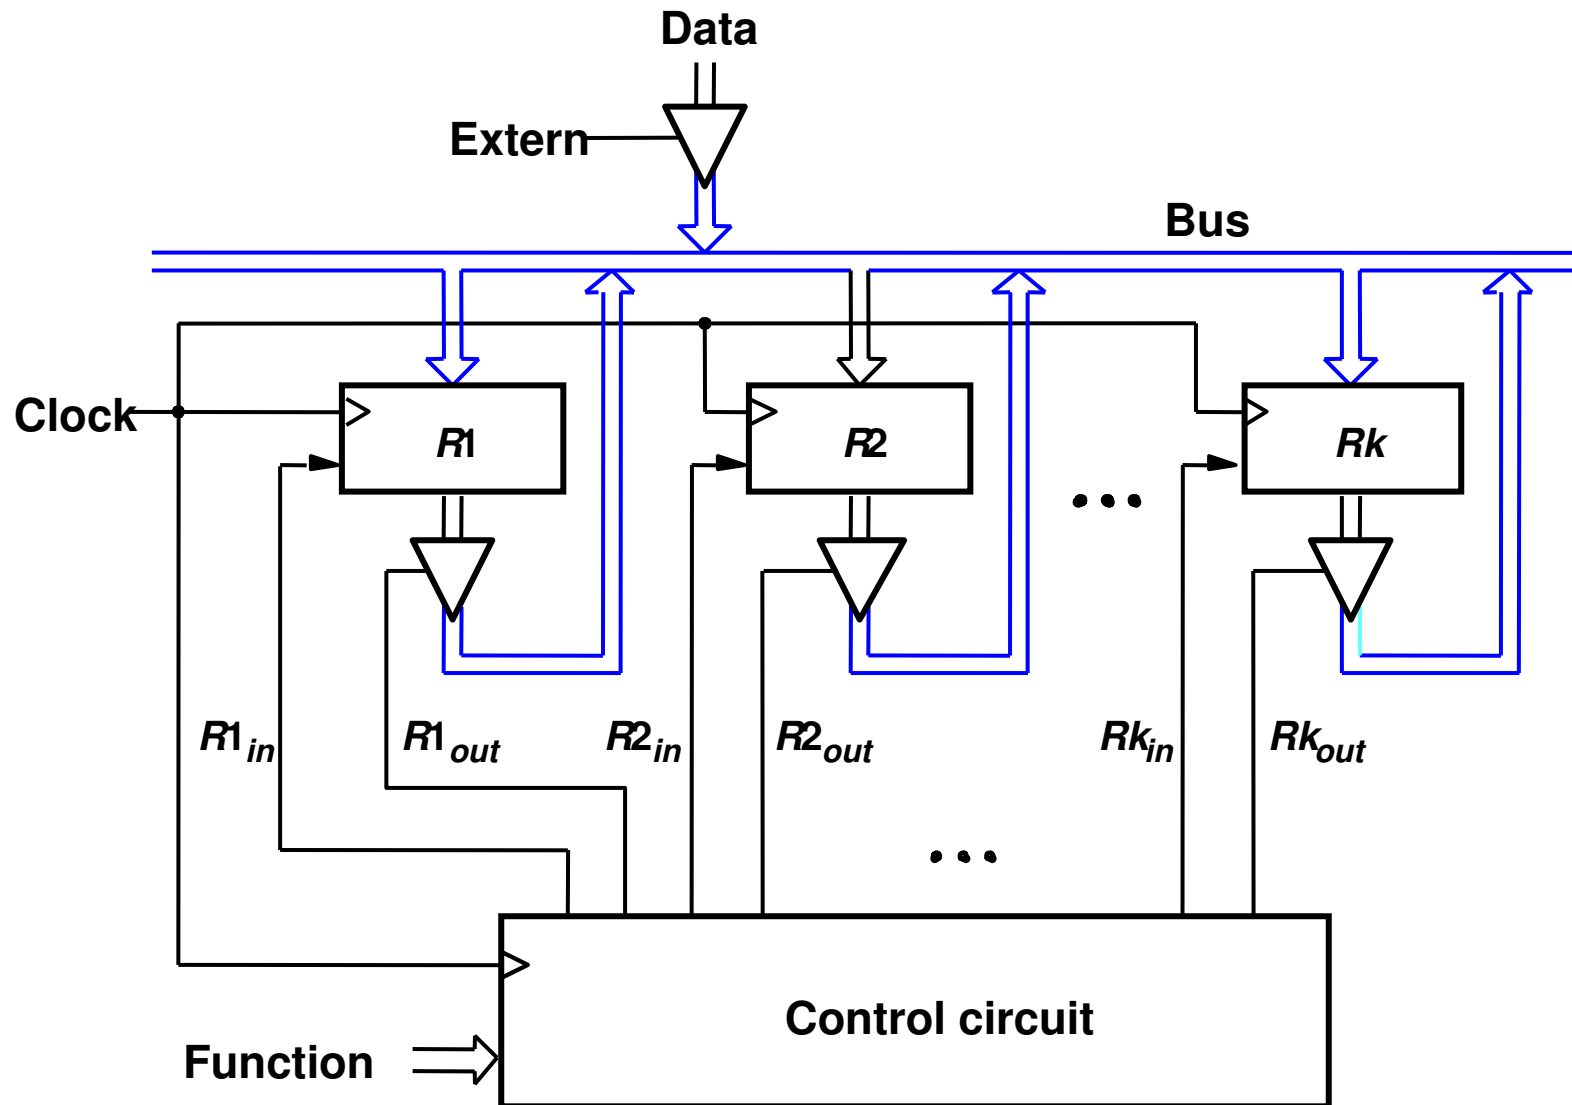 Data
Extern
Bus
Clock
R1
R2
Rk
R1in
R1out
R2in
R2out
Rkin
Rkout
Control circuit
Function